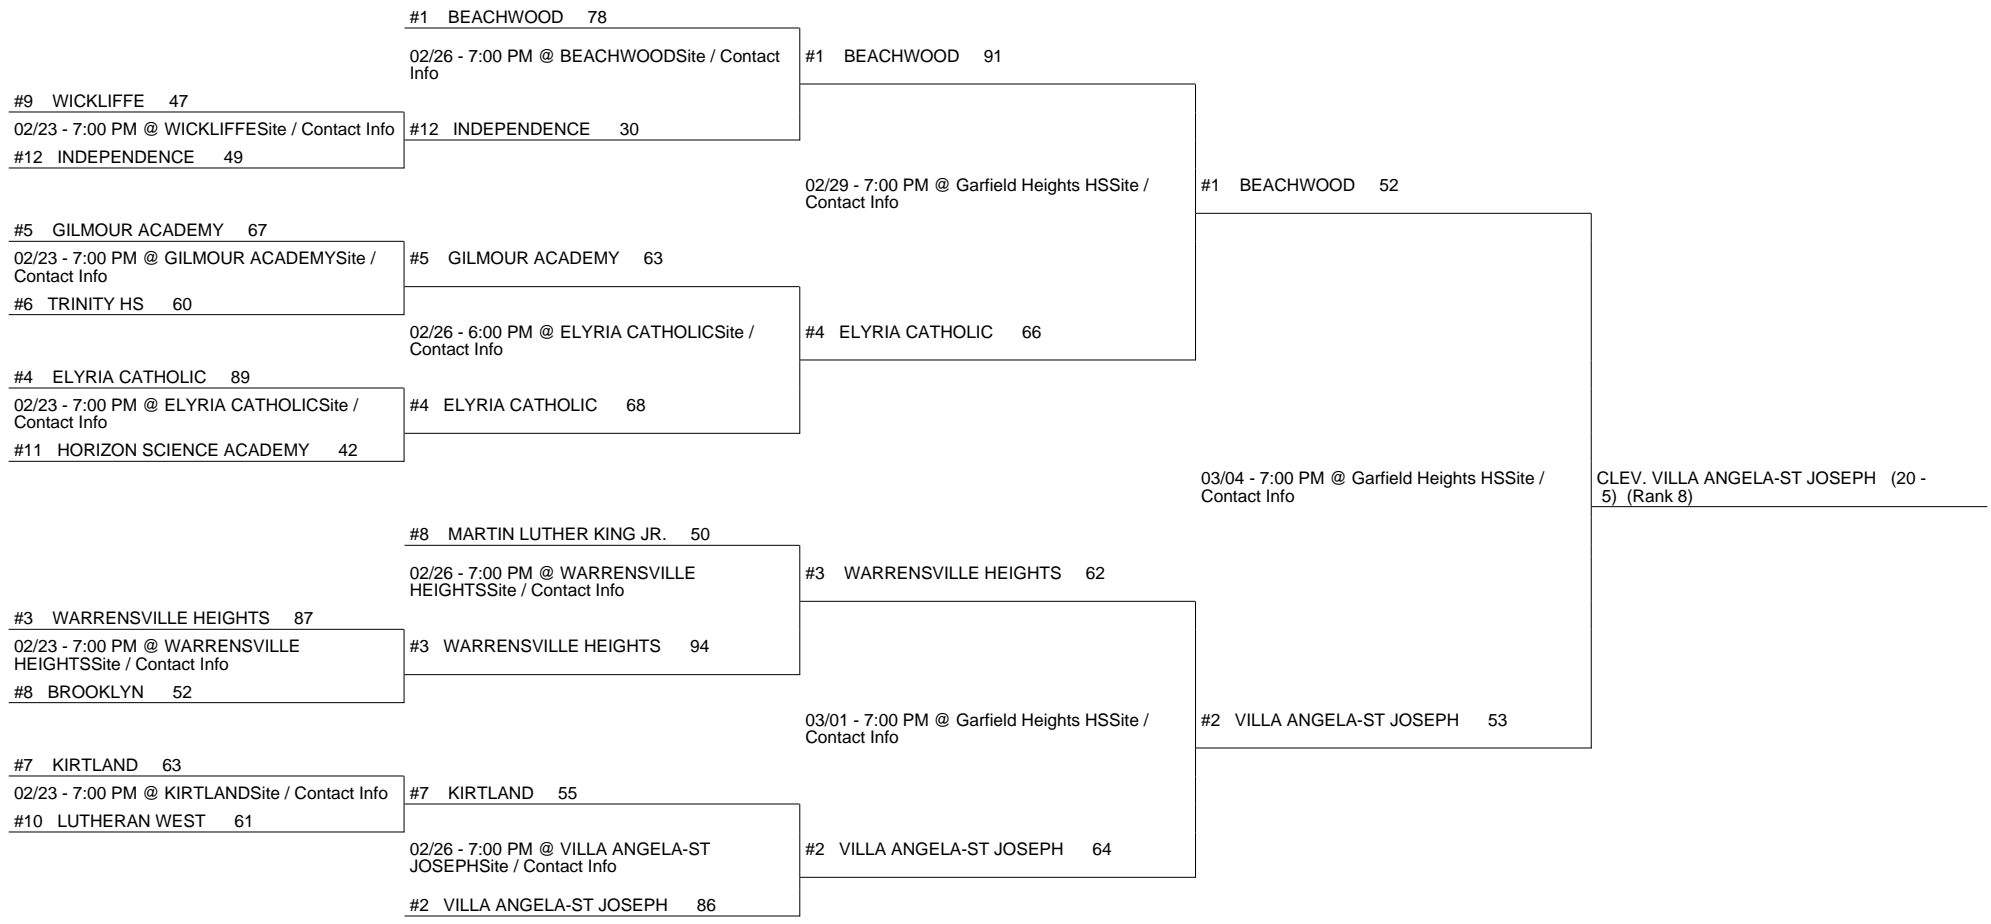 #1 BEACHWOOD 78
02/26 - 7:00 PM @ BEACHWOODSite / Contact
Info
#9 WICKLIFFE 47
02/23 - 7:00 PM @ WICKLIFFESite / Contact Info
#12 INDEPENDENCE 49
#12 INDEPENDENCE 30
#1 BEACHWOOD 91
02/29 - 7:00 PM @ Garfield Heights HSSite /
Contact Info
#1 BEACHWOOD 52
#5 GILMOUR ACADEMY 67
02/23 - 7:00 PM @ GILMOUR ACADEMYSite /
Contact Info
#6 TRINITY HS 60
#5 GILMOUR ACADEMY 63
02/26 - 6:00 PM @ ELYRIA CATHOLICSite /
Contact Info
#4 ELYRIA CATHOLIC 66
#4 ELYRIA CATHOLIC 89
02/23 - 7:00 PM @ ELYRIA CATHOLICSite /
Contact Info
#11 HORIZON SCIENCE ACADEMY 42
#4 ELYRIA CATHOLIC 68
03/04 - 7:00 PM @ Garfield Heights HSSite /
Contact Info
CLEV. VILLA ANGELA-ST JOSEPH (20 -
5) (Rank 8)
#8 MARTIN LUTHER KING JR. 50
02/26 - 7:00 PM @ WARRENSVILLE
HEIGHTSSite / Contact Info
#3 WARRENSVILLE HEIGHTS 62
#3 WARRENSVILLE HEIGHTS 87
02/23 - 7:00 PM @ WARRENSVILLE
HEIGHTSSite / Contact Info
#8 BROOKLYN 52
#3 WARRENSVILLE HEIGHTS 94
03/01 - 7:00 PM @ Garfield Heights HSSite /
Contact Info
#2 VILLA ANGELA-ST JOSEPH 53
#7 KIRTLAND 63
02/23 - 7:00 PM @ KIRTLANDSite / Contact Info
#10 LUTHERAN WEST 61
#7 KIRTLAND 55
02/26 - 7:00 PM @ VILLA ANGELA-ST
JOSEPHSite / Contact Info
#2 VILLA ANGELA-ST JOSEPH 64
#2 VILLA ANGELA-ST JOSEPH 86